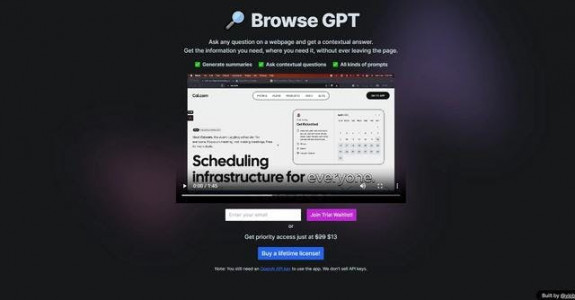 🔎 Browse GPT
Ask any question on a webpage and get a contextual answer.
Get the information you need, where you need it, without ever leaving the page.
✅ Generate summaries ✅ Ask contextual questions ✅ All kinds of prompts
Cal.com
Scheduling
infrastructure for everyone.
0:00 / 1:45
Enter your email
Join The Waitlist!
or
Get priority access just at $29 $13
Buy a lifetime license!
Note: You still need an OpenAI API key to use the app. We don't sell API keys.
Built by